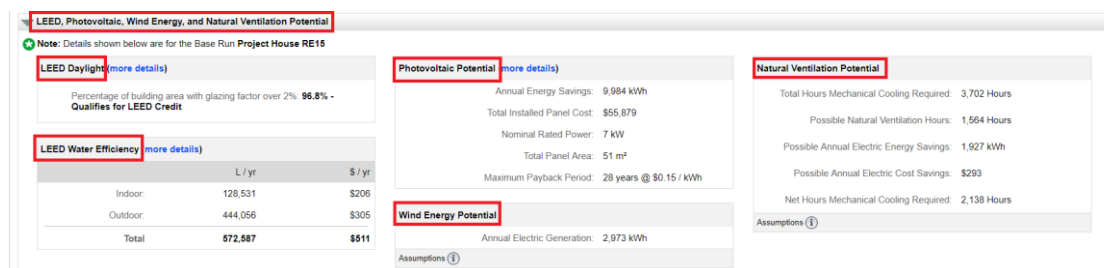 LEED, Photovoltaic, Wind Energy, and Natural Ventilation Potential
Note: Details shown below are for the Base Run Project House RE15
LEED Daylight (more details)
Percentage of building area with glazing factor over 2%: 96.8% -
Qualifies for LEED Credit
LEED Water Efficiency (more details)
L / yr $ / yr
Indoor: 128,531 $206
Outdoor: 444,056 $305
Total 572,587 $511
Photovoltaic Potential (more details)
Annual Energy Savings: 9,984 kWh
Total Installed Panel Cost: $55,879
Nominal Rated Power: 7 kW
Total Panel Area: 51 m²
Maximum Payback Period: 28 years @ $0.15 / kWh
Wind Energy Potential
Annual Electric Generation: 2,973 kWh
Assumptions i
Natural Ventilation Potential
Total Hours Mechanical Cooling Required: 3,702 Hours
Possible Natural Ventilation Hours: 1,564 Hours
Possible Annual Electric Energy Savings: 1,927 kWh
Possible Annual Electric Cost Savings: $293
Net Hours Mechanical Cooling Required: 2,138 Hours
Assumptions i